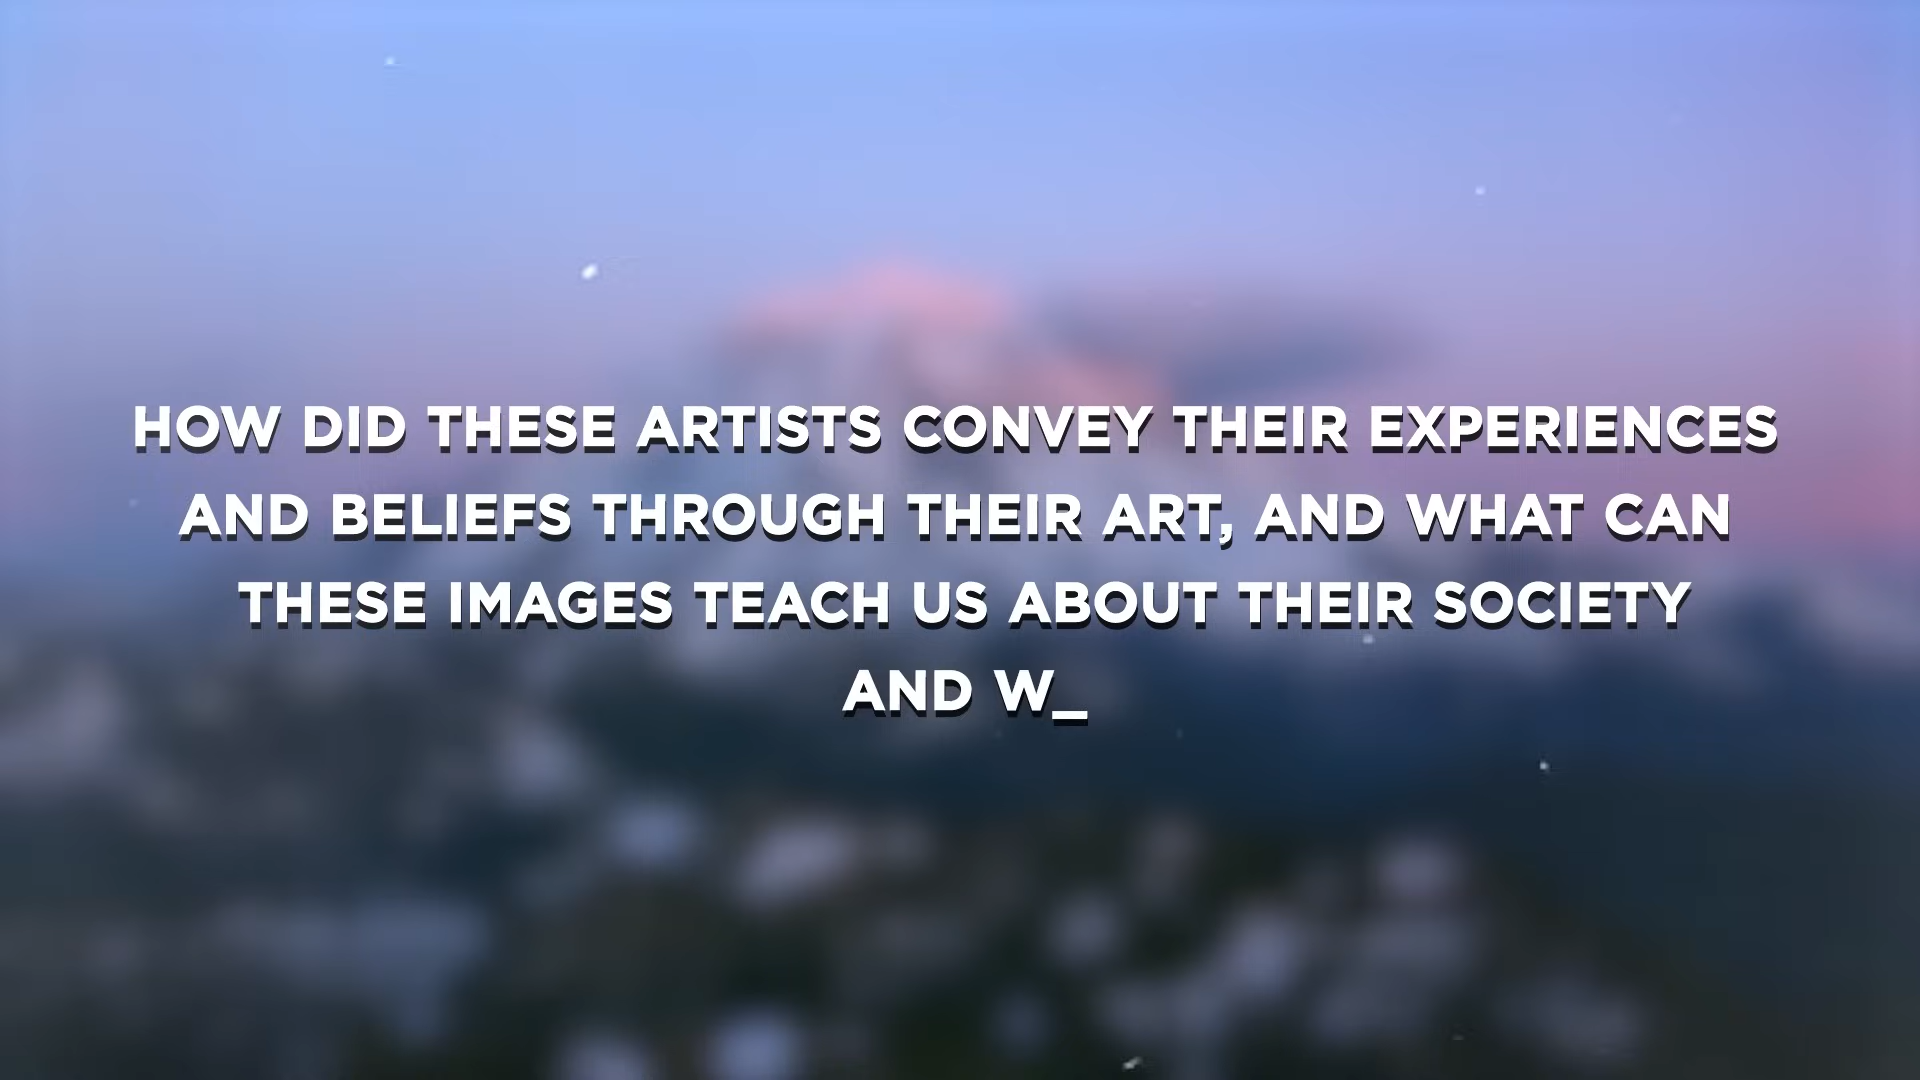 HOW DID THESE ARTISTS CONVEY THEIR EXPERIENCES
AND BELIEFS THROUGH THEIR ART, AND WHAT CAN
THESE IMAGES TEACH US ABOUT THEIR SOCIETY
AND W_